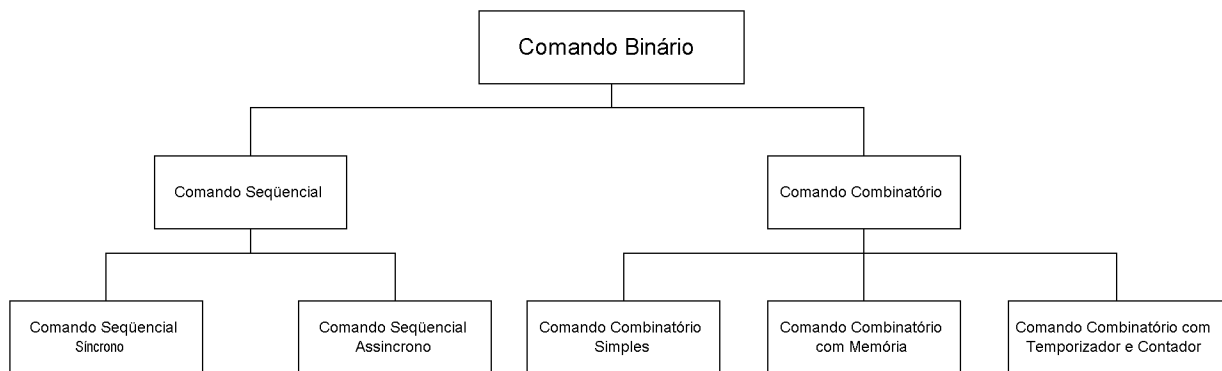 Comando Binário
Comando Seqüencial
Comando Combinatório
Comando Seqüencial
Síncrono
Comando Seqüencial
Assincrono
Comando Combinatório
Simples
Comando Combinatório
com Memória
Comando Combinatório com
Temporizador e Contador